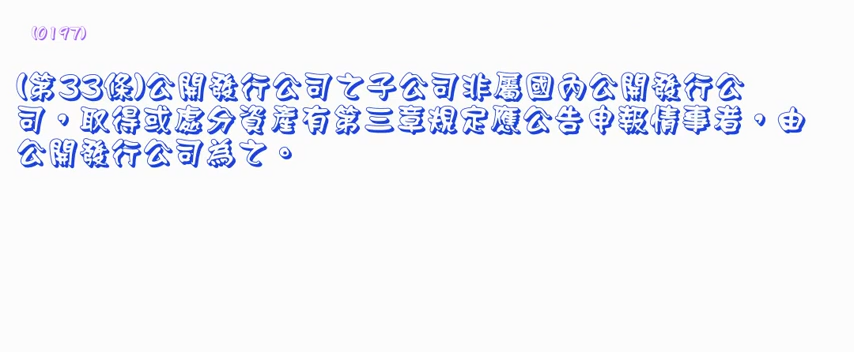 (0197)
(第33條)公開發行公司之子公司非屬國內公開發行公
司，取得或處分資產有第三章規定應公告申報情事者，由
公開發行公司為之。